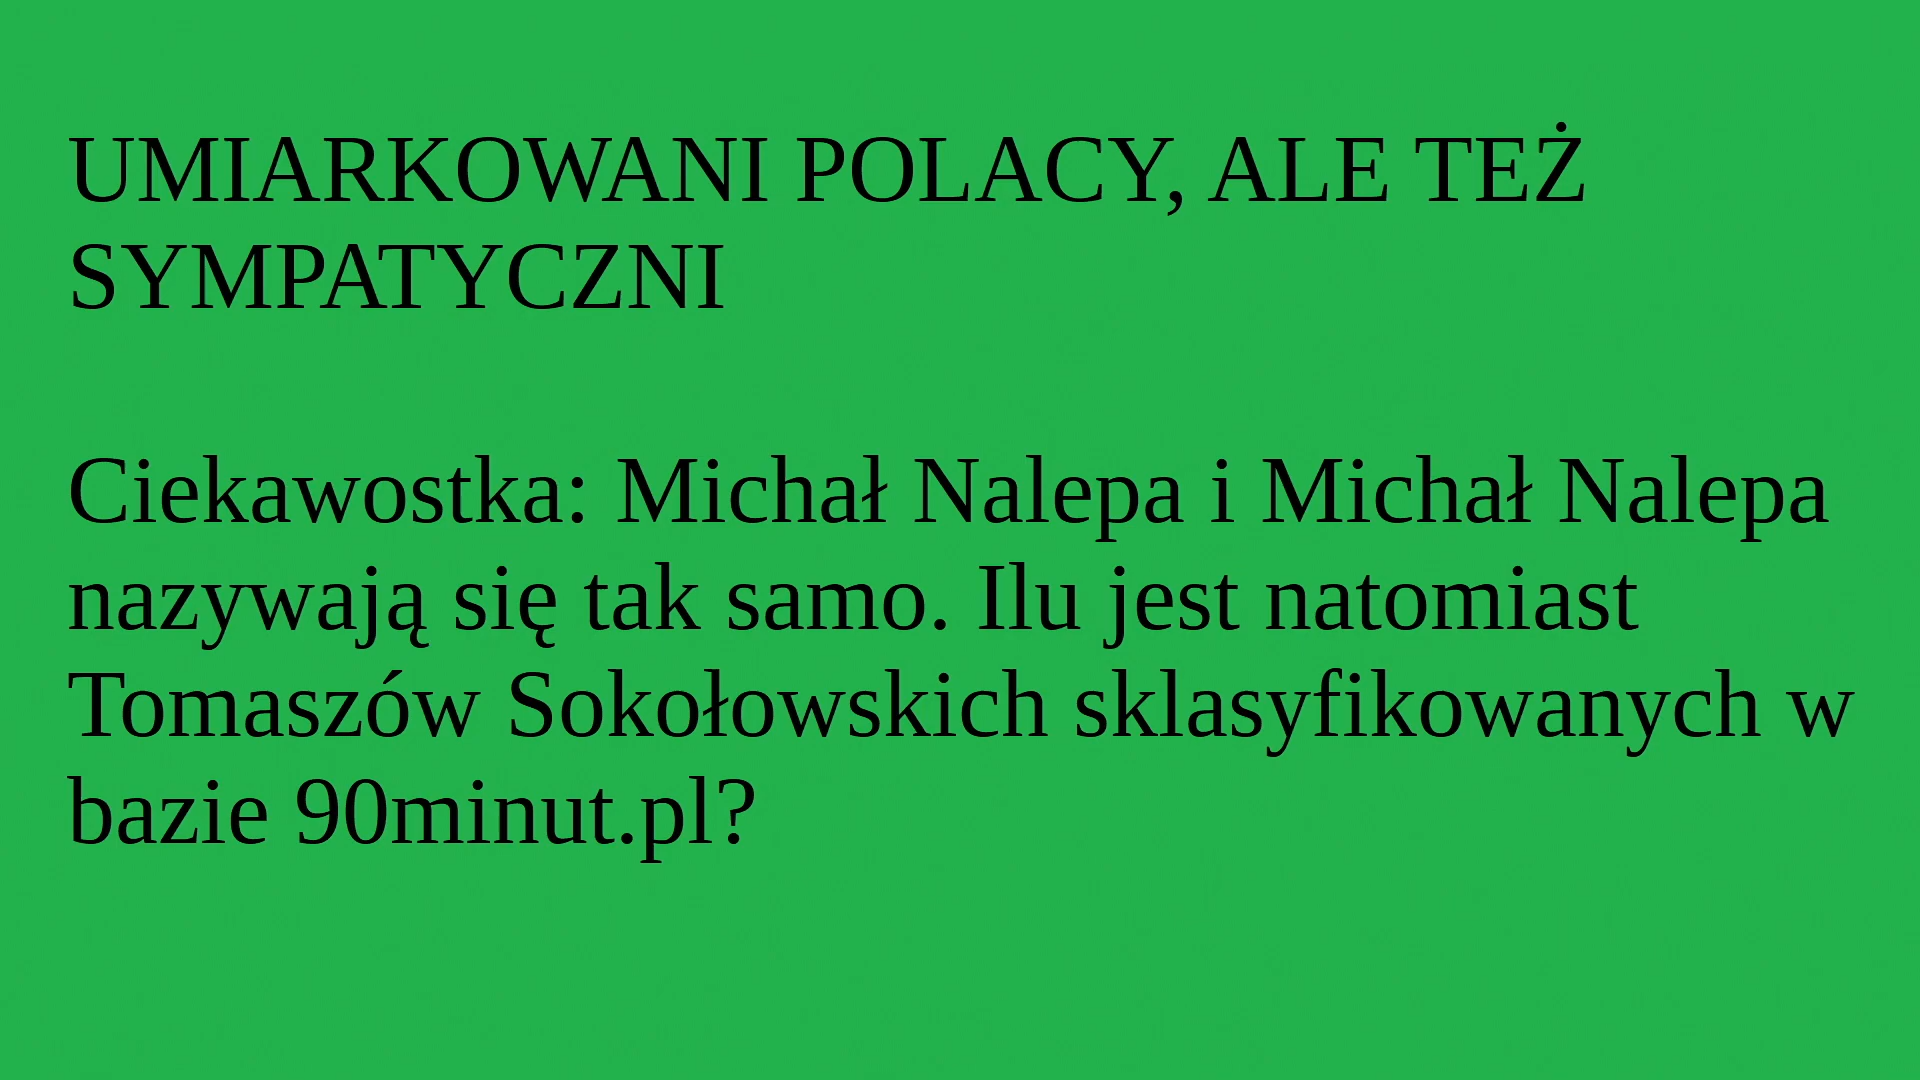 UMIARKOWANI POLACY, ALE TEŻ
SYMPATYCZNI
Ciekawostka: Michał Nalepa i Michał Nalepa
nazywają się tak samo. Ilu jest natomiast
Tomaszów Sokołowskich sklasyfikowanych w
bazie 90minut.pl?